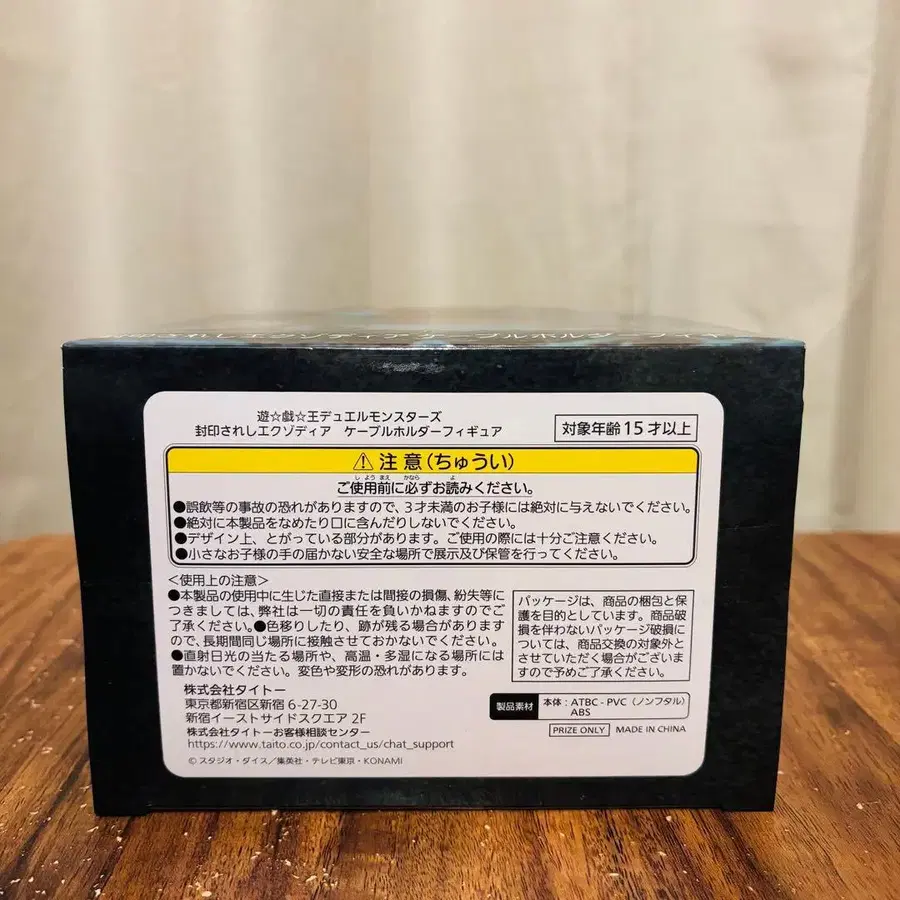 されしエクゾディアケーブルホルダー
遊☆戯☆王デュエルモンスターズ
封印されしエクゾディア ケーブルホルダーフィギュア
対象年齢15才以上
⚠注意(ちゅうい)
しようまえ かなら よ
ご使用前に必ずお読みください。
●誤飲等の事故の恐れがありますので、3才未満のお子様には絶対に与えないでください。
●絶対に本製品をなめたり口に含んだりしないでください。
●デザイン上、とがっている部分があります。ご使用の際には十分ご注意ください。
●小さなお子様の手の届かない安全な場所で展示及び保管を行ってください。
<使用上の注意>
●本製品の使用中に生じた直接または間接の損傷、紛失等に
つきましては、弊社は一切の責任を負いかねますのでご
了承ください。●色移りしたり、跡が残る場合があります
ので、長期間同じ場所に接触させておかないでください。
●直射日光の当たる場所や、高温・多湿になる場所には
置かないでください。変色や変形の恐れがあります。
パッケージは、商品の梱包と保
護を目的としています。商品破
損を伴わないパッケージ破損に
ついては、商品交換の対象外と
させていただく場合がございま
すので予めご了承ください。
株式会社タイトー
東京都新宿区新宿 6-27-30
新宿イーストサイドスクエア 2F
株式会社タイトーお客様相談センター
https://www.taito.co.jp/contact_us/chat_support
製品素材
本体：ATBC-PVC（ノンフタル）
ABS
PRIZE ONLY MADE IN CHINA
©スタジオ・ダイス／集英社・テレビ東京・KONAMI